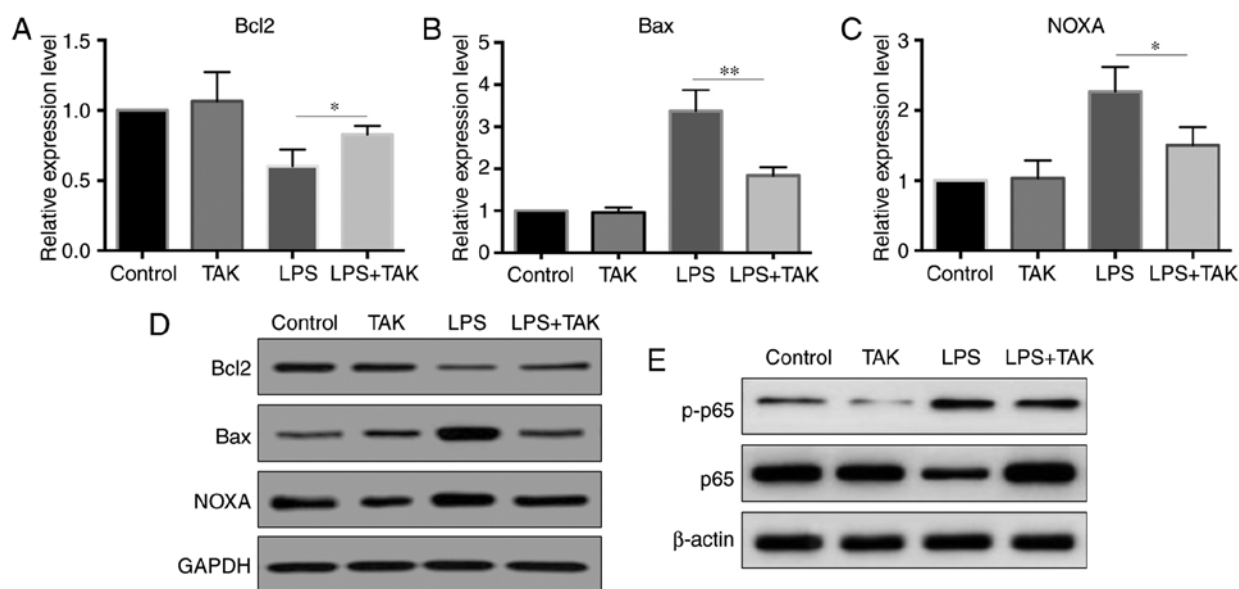 A
Bcl2
Relative expression level
1.5
1.0
0.5
0.0
*
Control TAK LPS LPS+TAK
B
Bax
Relative expression level
5
4
3
2
1
0
**
Control TAK LPS LPS+TAK
C
NOXA
Relative expression level
3
2
1
0
*
Control TAK LPS LPS+TAK
D
Control TAK LPS LPS+TAK
Bcl2
Bax
NOXA
GAPDH
E
Control TAK LPS LPS+TAK
p-p65
p65
β-actin